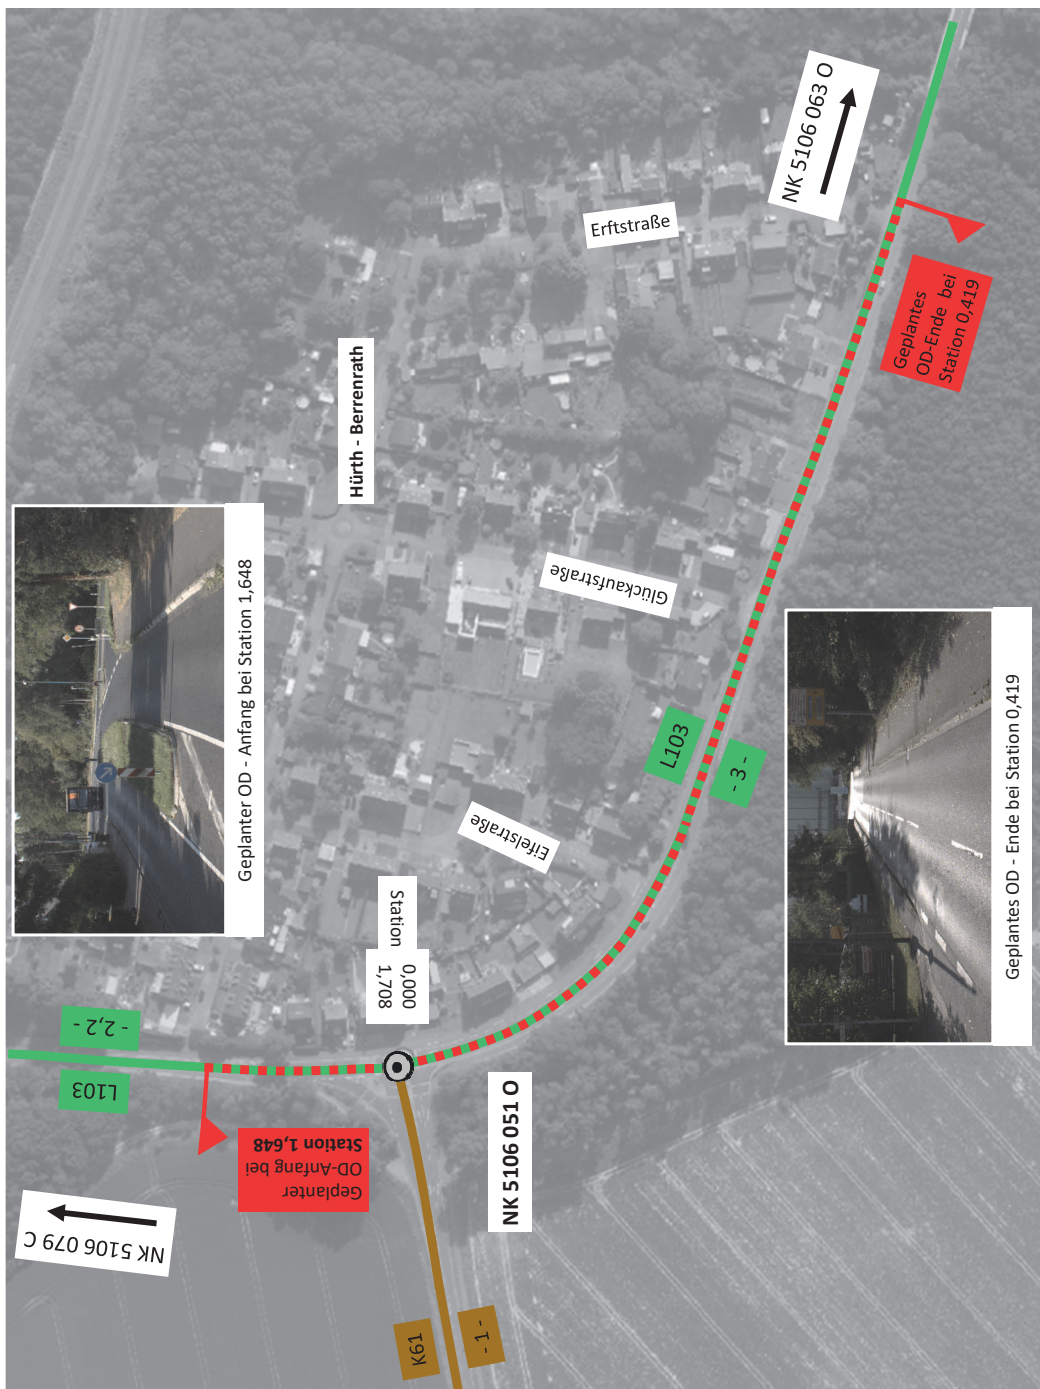 NK 5106 063 O
Erftstraße
Geplantes
OD-Ende bei
Station 0,419
Hürth - Berrenrath
Geplanter OD - Anfang bei Station 1,648
Glückaufstraße
L103
- 3 -
Eifelstraße
Geplantes OD - Ende bei Station 0,419
Station
0,000
1,708
- 2,2 -
L103
NK 5106 051 O
Geplanter
OD-Anfang bei
Station 1,648
NK 5106 079 C
K61
- 1 -